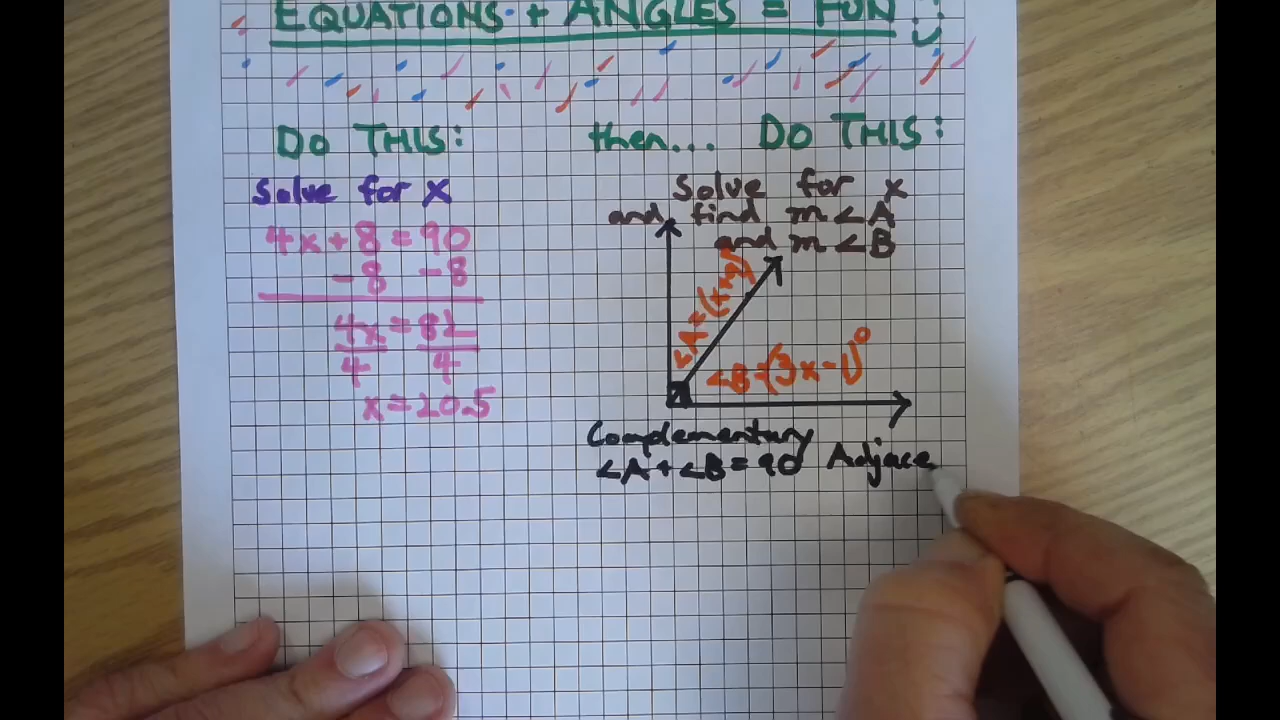 EQUATIONS + ANGLES = FUN
DO THIS:
Solve for x
4x + 8 = 90
-8 -8
4x = 82
4 4
x = 20.5
then... DO THIS:
Solve for x
and find m∠A
and m∠B
∠B=(3x-1)°
Complementary
∠A + ∠B = 90 Adjace